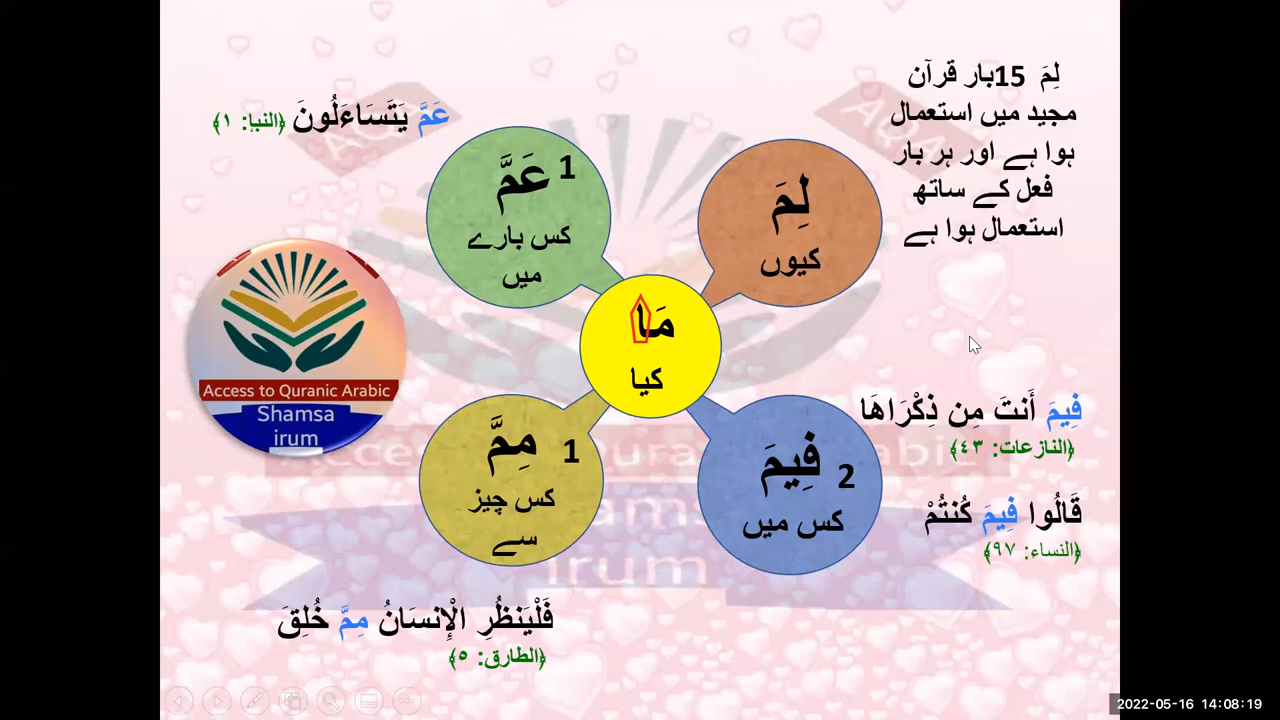 لِمَ 15بار قرآن
مجید میں استعمال
ہوا ہے اور ہر بار
فعل کے ساتھ
استعمال ہوا ہے
عَمَّ يَتَسَاءَلُونَ ﴿النبإ: ١﴾
1 عَمَّ
کس بارے
میں
لِمَ
کیوں
مَا
کیا
Access to Quranic Arabic
Shamsa
irum
مِمَّ 1
کس چیز
سے
فِيمَ 2
کس میں
فِيمَ أَنتَ مِن ذِكْرَاهَا
﴿النازعات: ٤٣﴾
قَالُوا فِيمَ كُنتُمْ
﴿النساء: ٩٧﴾
فَلْيَنظُرِ الْإِنسَانُ مِمَّ خُلِقَ
﴿الطارق: ٥﴾
2022-05-16 14:08:19